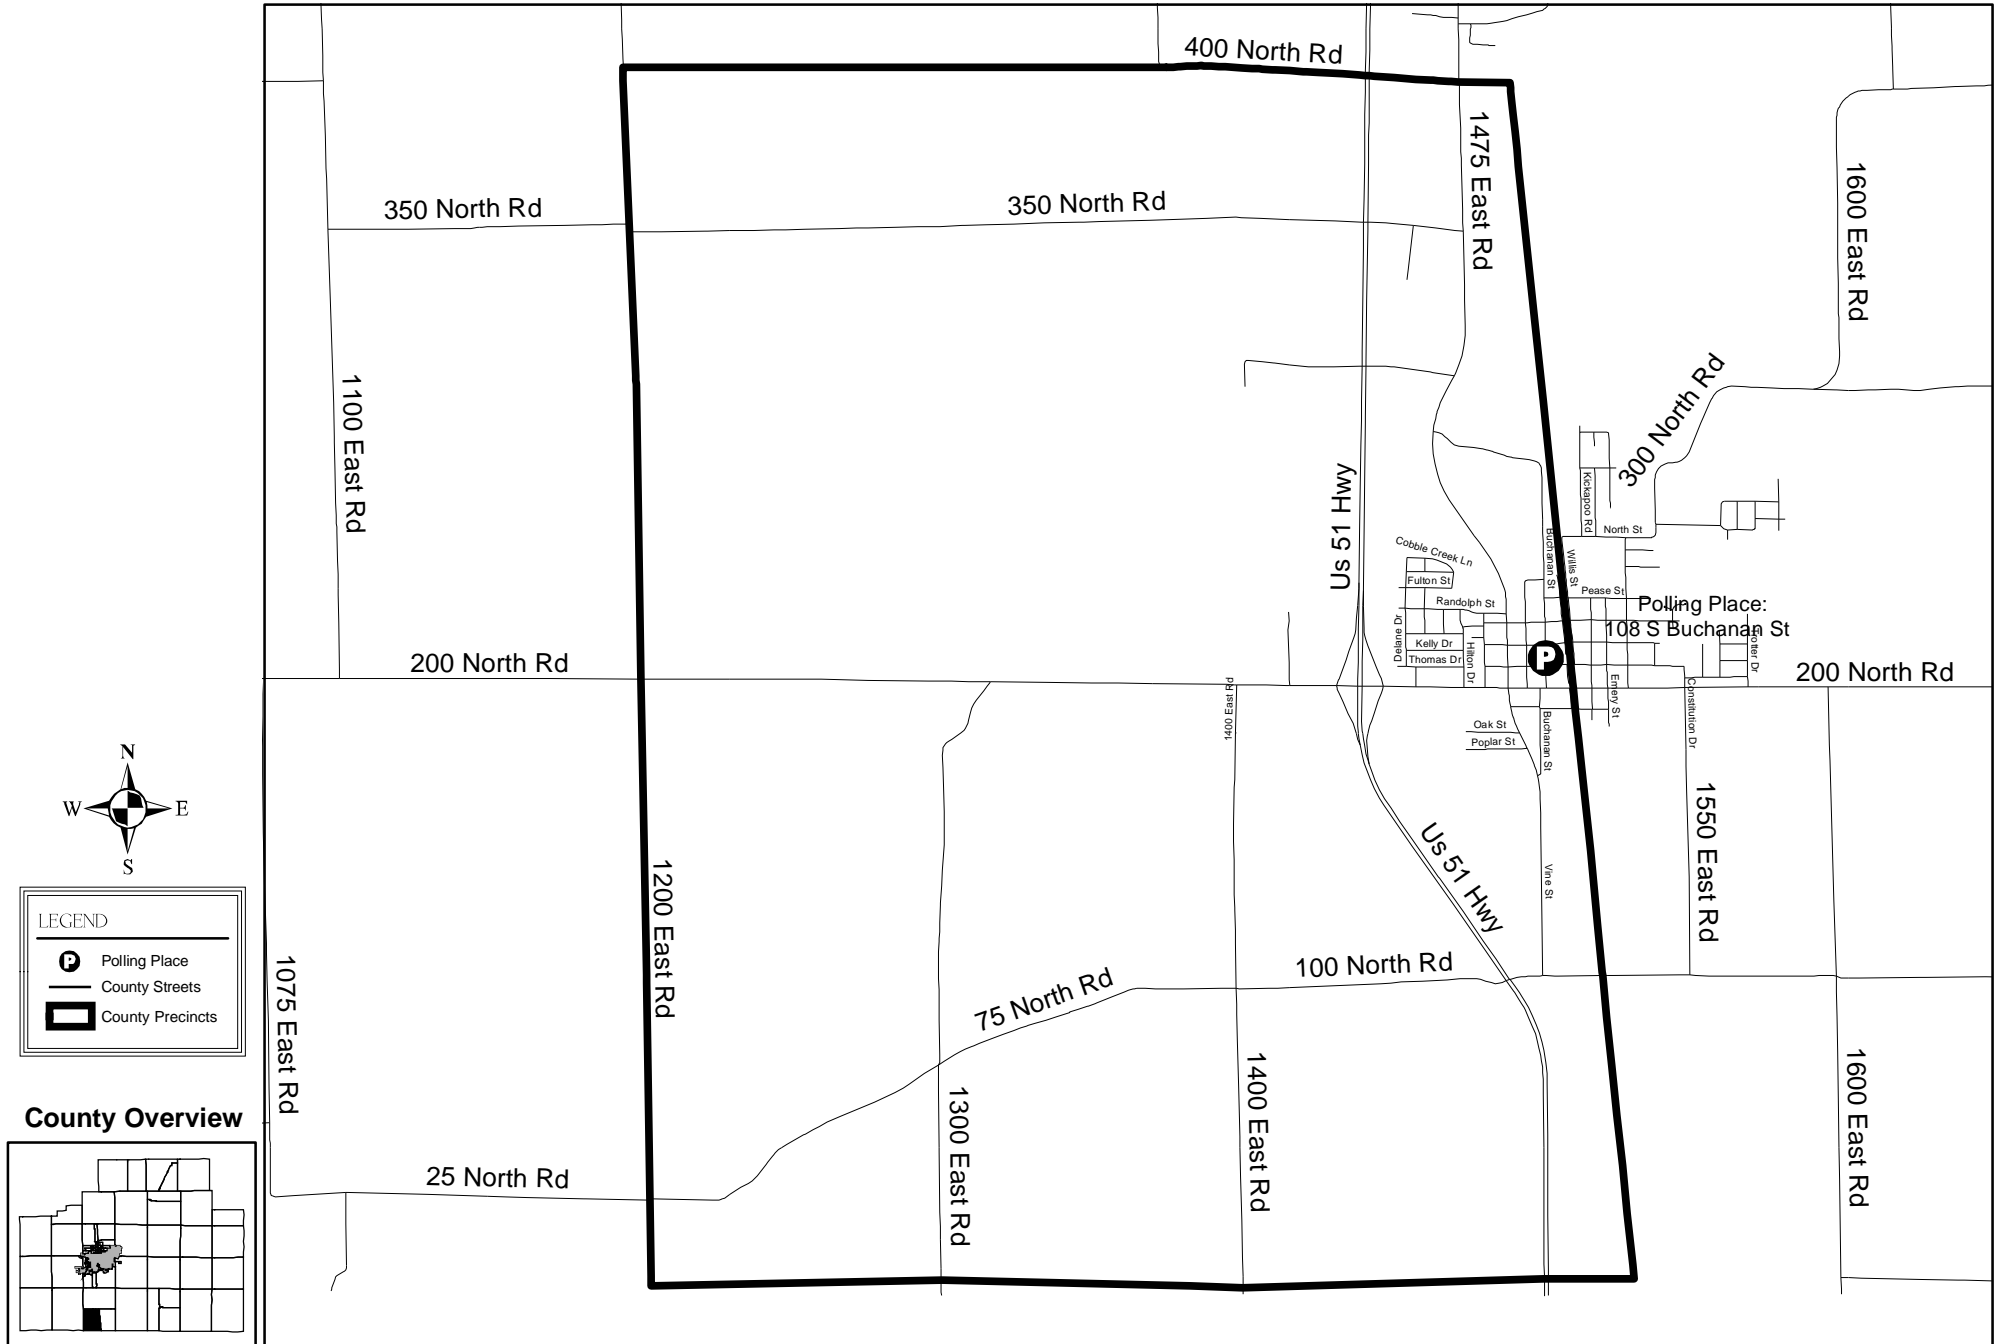 400 North Rd
1475 East Rd
1600 East Rd
350 North Rd
350 North Rd
1100 East Rd
300 North Rd
Us 51 Hwy
Kickapoo Rd
North St
Buchanan St
Willis St
Cobble Creek Ln
Fulton St
Pease St
Randolph St
Polling Place:
108 S Buchanan St
Delane Dr
Kelly Dr
Thomas Dr
Hilton Dr
P
Trotter Dr
200 North Rd
200 North Rd
1400 East Rd
Emery St
Constitution Dr
Oak St
Poplar St
Buchanan St
N
W
E
S
1550 East Rd
Us 51 Hwy
Vine St
1200 East Rd
LEGEND
P
Polling Place
County Streets
County Precincts
1075 East Rd
75 North Rd
100 North Rd
1400 East Rd
1600 East Rd
1300 East Rd
25 North Rd
County Overview